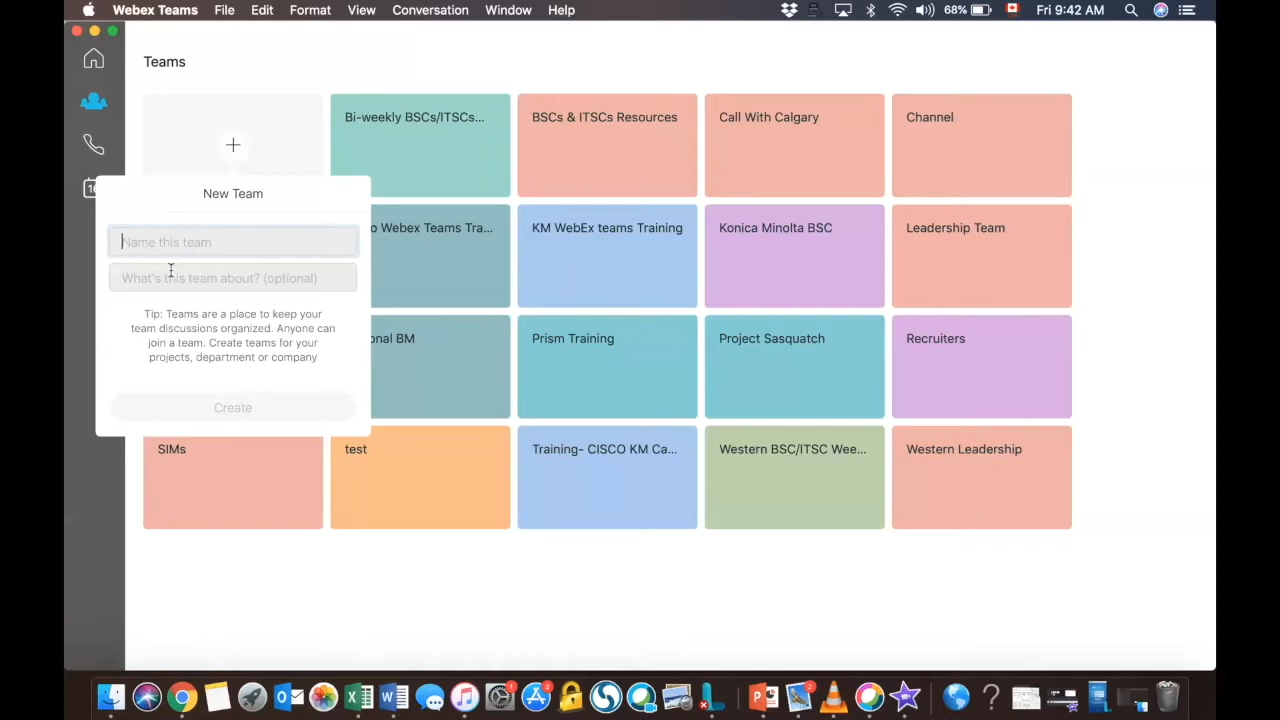 Webex Teams File Edit Format View Conversation Window Help 68% Fri 9:42 AM
Teams
Bi-weekly BSCs/ITSCs... BSCs & ITSCs Resources Call With Calgary Channel
New Team
Name this team
What's this team about? (optional)
Tip: Teams are a place to keep your
team discussions organized. Anyone can
join a team. Create teams for your
projects, department or company
Create
o Webex Teams Tra... KM WebEx teams Training Konica Minolta BSC Leadership Team
onal BM Prism Training Project Sasquatch Recruiters
SIMs test Training- CISCO KM Ca... Western BSC/ITSC Wee... Western Leadership